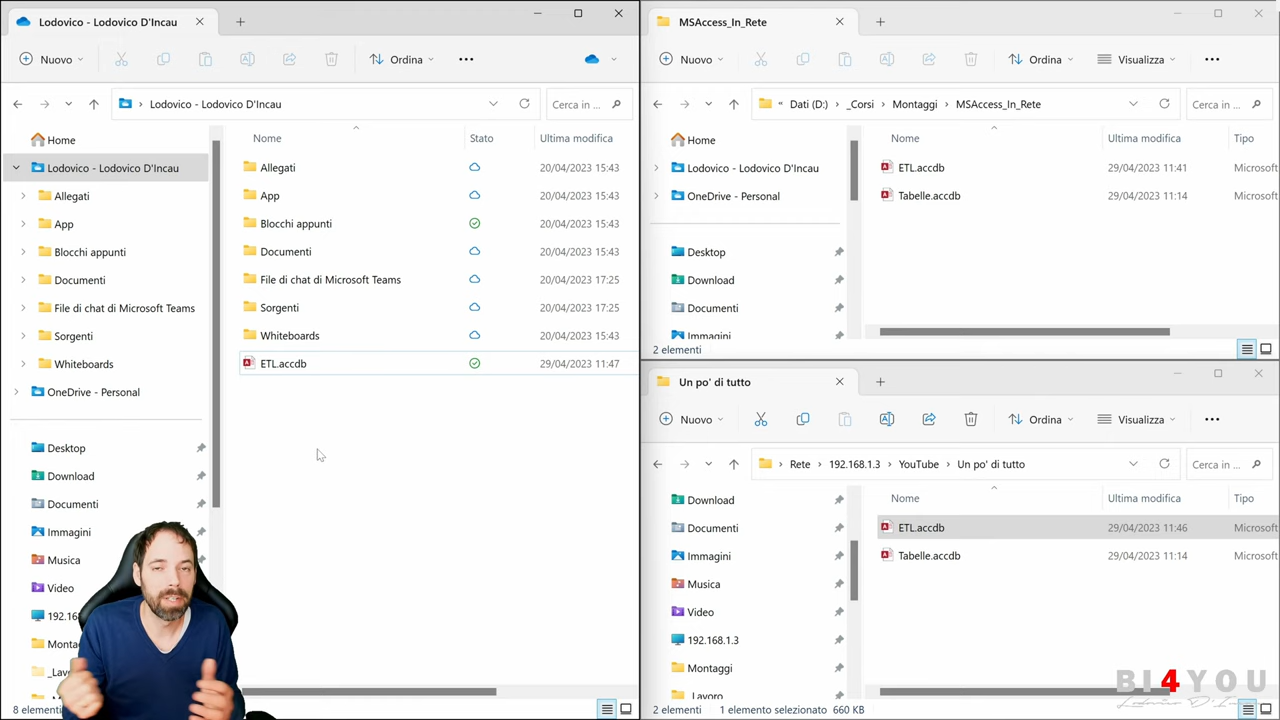 Lodovico - Lodovico D'Incau
Nuovo
Ordina
Lodovico - Lodovico D'Incau
Cerca in ...
Home
Lodovico - Lodovico D'Incau
Allegati
App
Blocchi appunti
Documenti
File di chat di Microsoft Teams
Sorgenti
Whiteboards
OneDrive - Personal
Desktop
Download
Documenti
Immagini
Musica
Video
192.16
Monta
_Lav
Nome Stato Ultima modifica
Allegati 20/04/2023 15:43
App 20/04/2023 15:43
Blocchi appunti 20/04/2023 15:43
Documenti 20/04/2023 15:43
File di chat di Microsoft Teams 20/04/2023 17:25
Sorgenti 20/04/2023 17:25
Whiteboards 20/04/2023 15:43
ETL.accdb 29/04/2023 11:47
8 elementi
MSAccess_In_Rete
Nuovo Ordina Visualizza
« Dati (D:) _Corsi Montaggi MSAccess_In_Rete
Cerca in ...
Home
Lodovico - Lodovico D'Incau
OneDrive - Personal
Desktop
Download
Documenti
Immagini
Nome Ultima modifica Tipo
ETL.accdb 29/04/2023 11:41 Microsoft
Tabelle.accdb 29/04/2023 11:14 Microsoft
2 elementi
Un po' di tutto
Nuovo Ordina Visualizza
Rete 192.168.1.3 YouTube Un po' di tutto
Cerca in ...
Download
Documenti
Immagini
Musica
Video
192.168.1.3
Montaggi
_Lavoro
Nome Ultima modifica Tipo
ETL.accdb 29/04/2023 11:46 Microsoft
Tabelle.accdb 29/04/2023 11:14 Microsoft
2 elementi 1 elemento selezionato 660 KB
BI4YOU